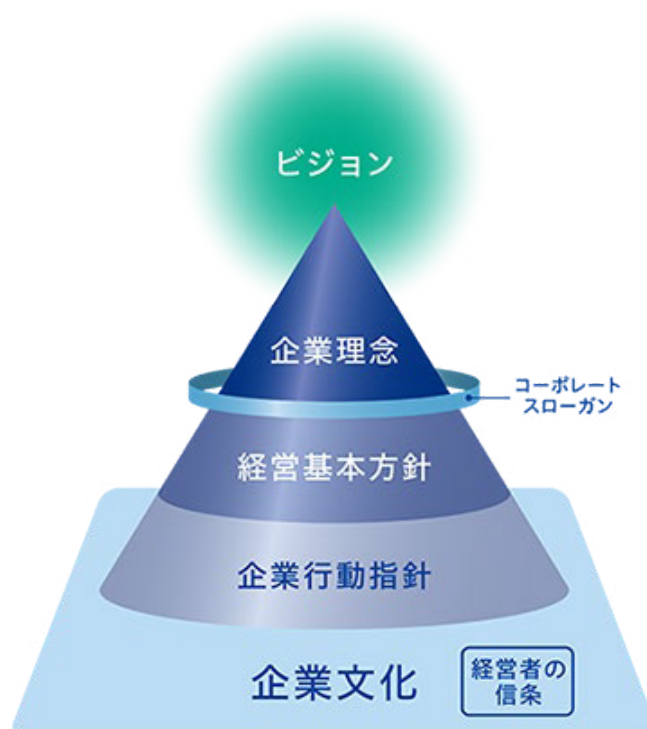 ビジョン
企業理念
コーポレート
スローガン
経営基本方針
企業行動指針
企業文化
経営者の
信条